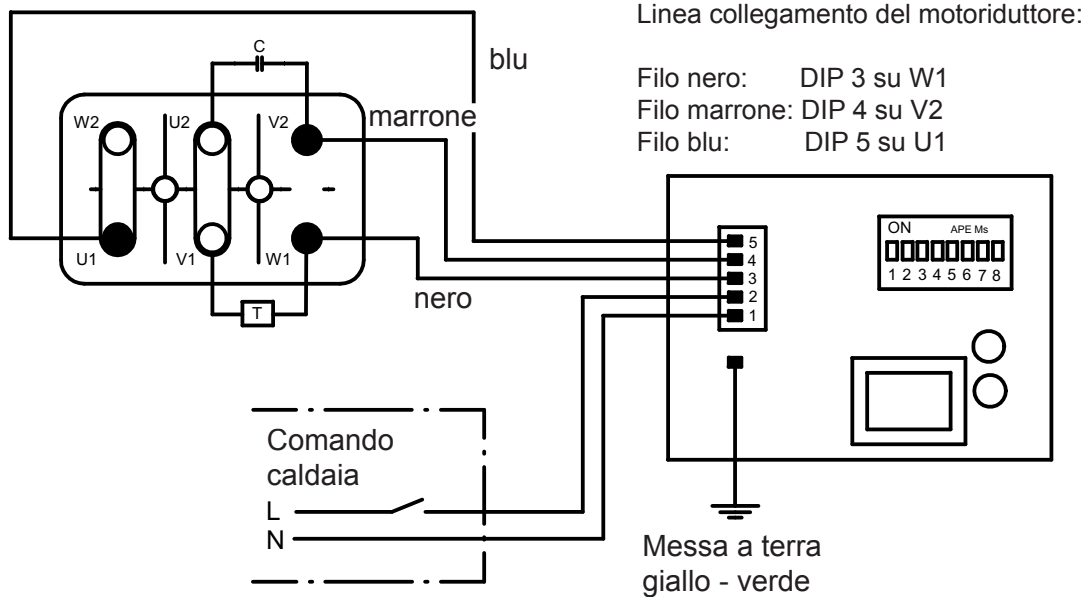 Linea collegamento del motoriduttore:
Filo nero: DIP 3 su W1
Filo marrone: DIP 4 su V2
Filo blu: DIP 5 su U1
blu
C
marrone
W2 U2 V2
U1 V1 W1
nero
T
5
4
3
2
1
ON APE Ms
1 2 3 4 5 6 7 8
Comando
caldaia
L
N
Messa a terra
giallo - verde